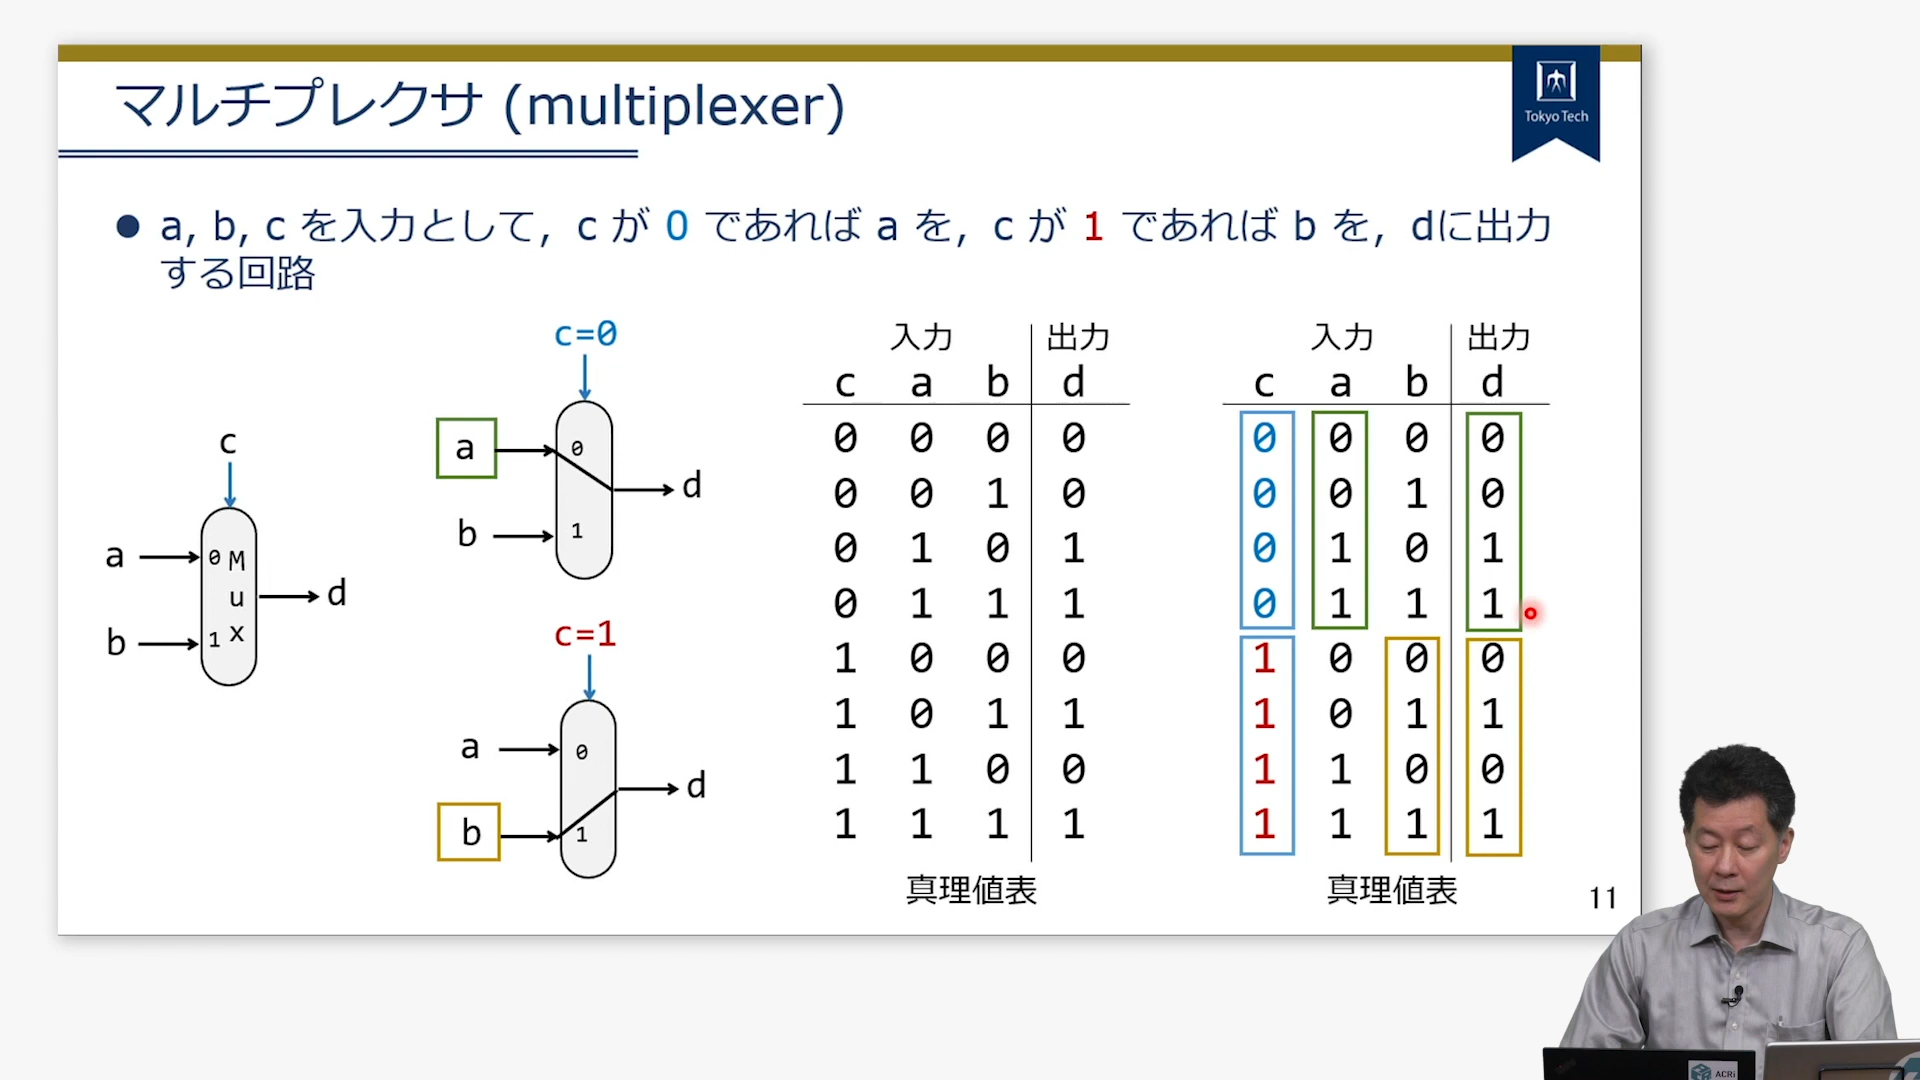 マルチプレクサ (multiplexer)
Tokyo Tech
● a, b, c を入力として, c が 0 であれば a を, c が 1 であれば b を, dに出力
する回路
c
a 0 M
u
x
b 1
d
c=0
a 0
d
b 1
c=1
a 0
d
b 1
入力 出力
c a b d
0 0 0 0
0 0 1 0
0 1 0 1
0 1 1 1
1 0 0 0
1 0 1 1
1 1 0 0
1 1 1 1
真理値表
入力 出力
c a b d
0 0 0 0
0 0 1 0
0 1 0 1
0 1 1 1
1 0 0 0
1 0 1 1
1 1 0 0
1 1 1 1
真理値表
11
ACRi